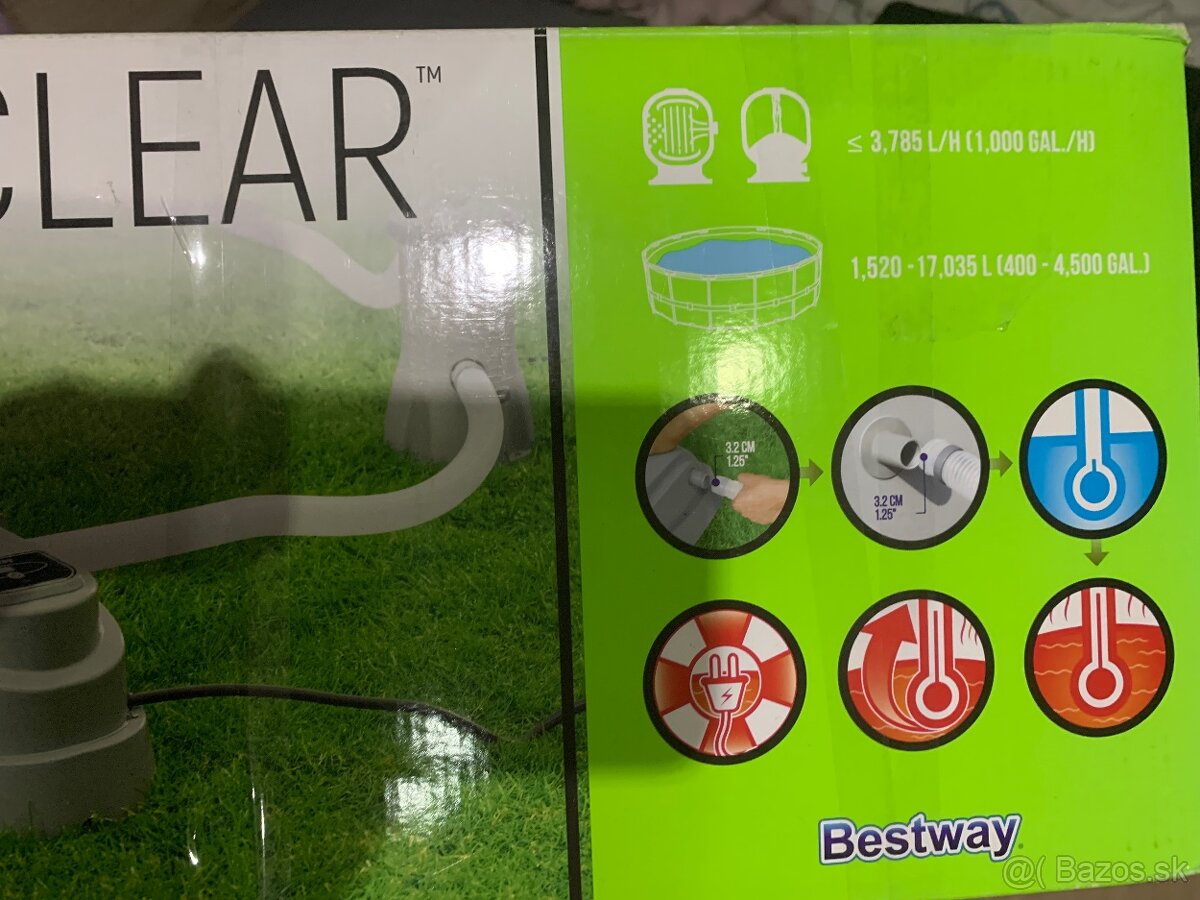 CLEAR™
≤ 3,785 L/H (1,000 GAL./H)
1,520 - 17,035 L (400 - 4,500 GAL.)
3.2 CM
1.25"
3.2 CM
1.25"
Bestway
@( Bazos.sk